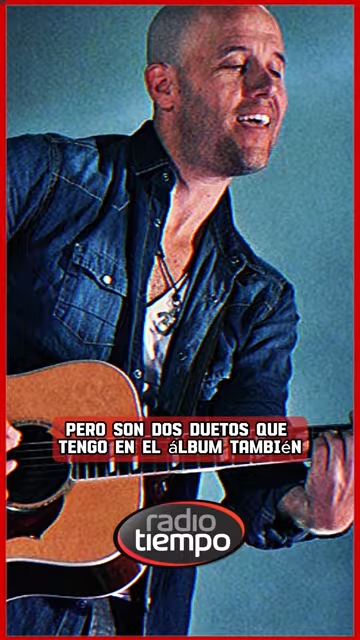 PERO SON DOS DUETOS QUE
TENGO EN EL áLBUM TAMBIéN
radio
tiempo